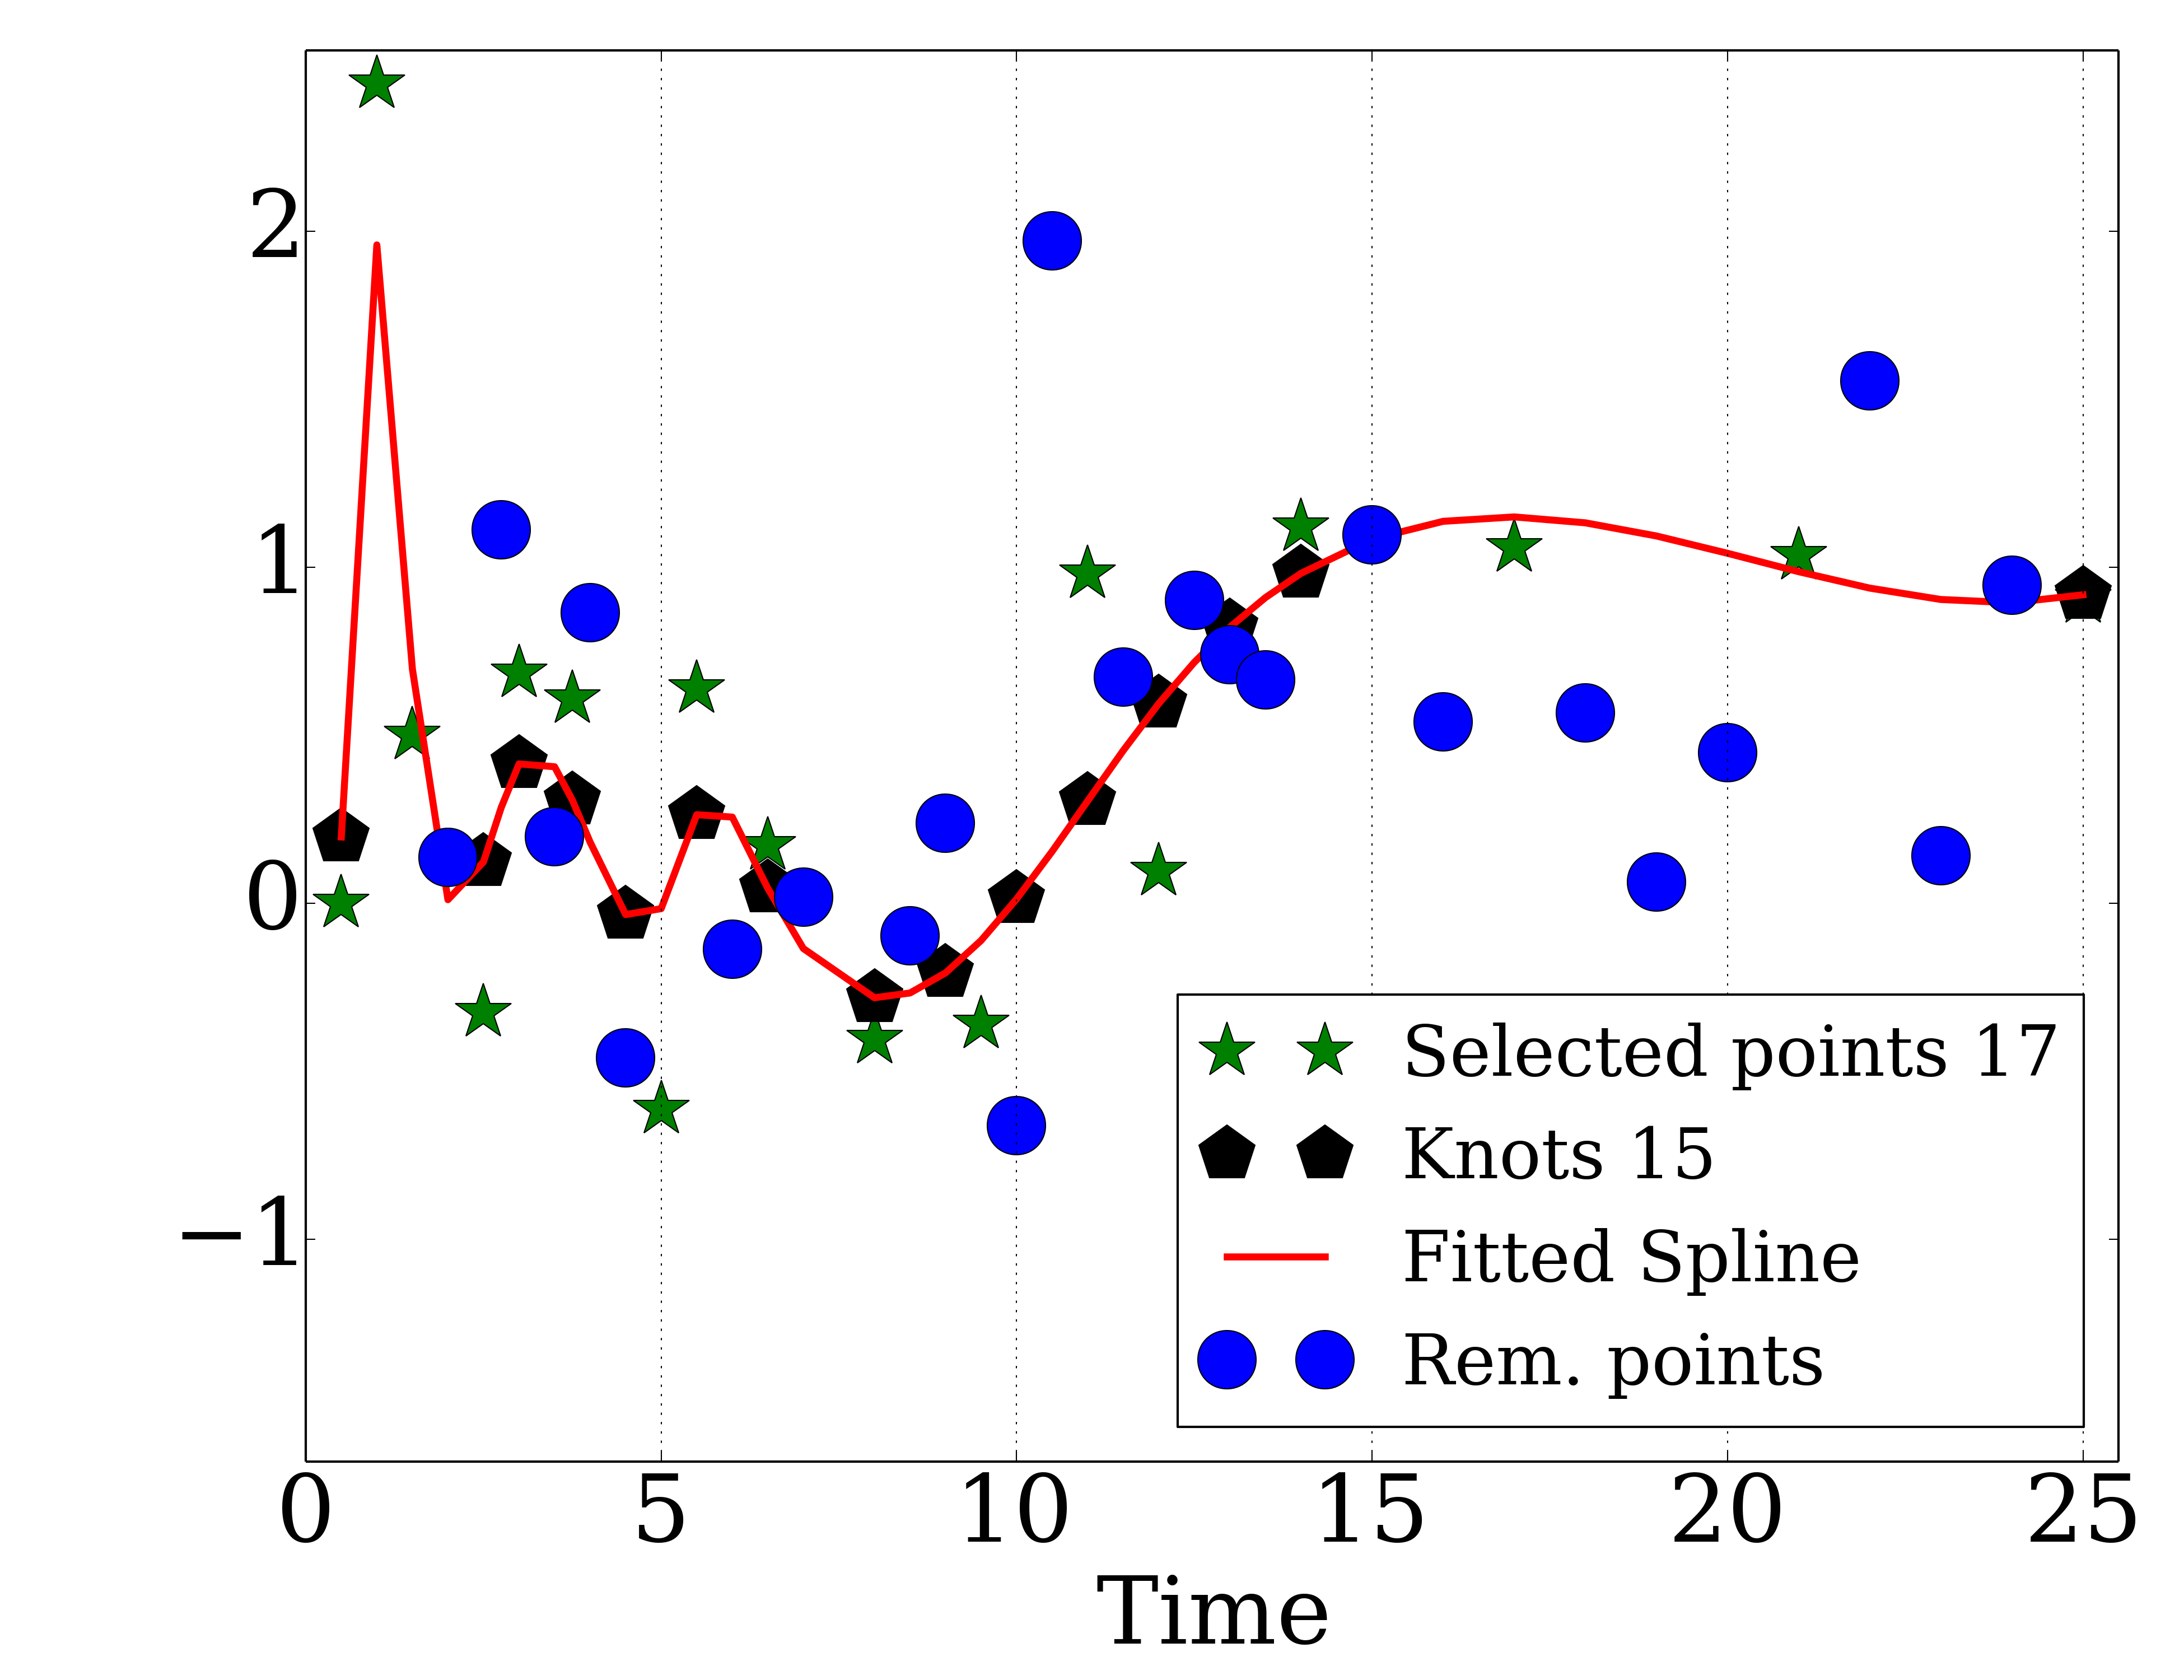 2
1
0
−1
Selected points 17
Knots 15
Fitted Spline
Rem. points
0 5 10 15 20 25
Time